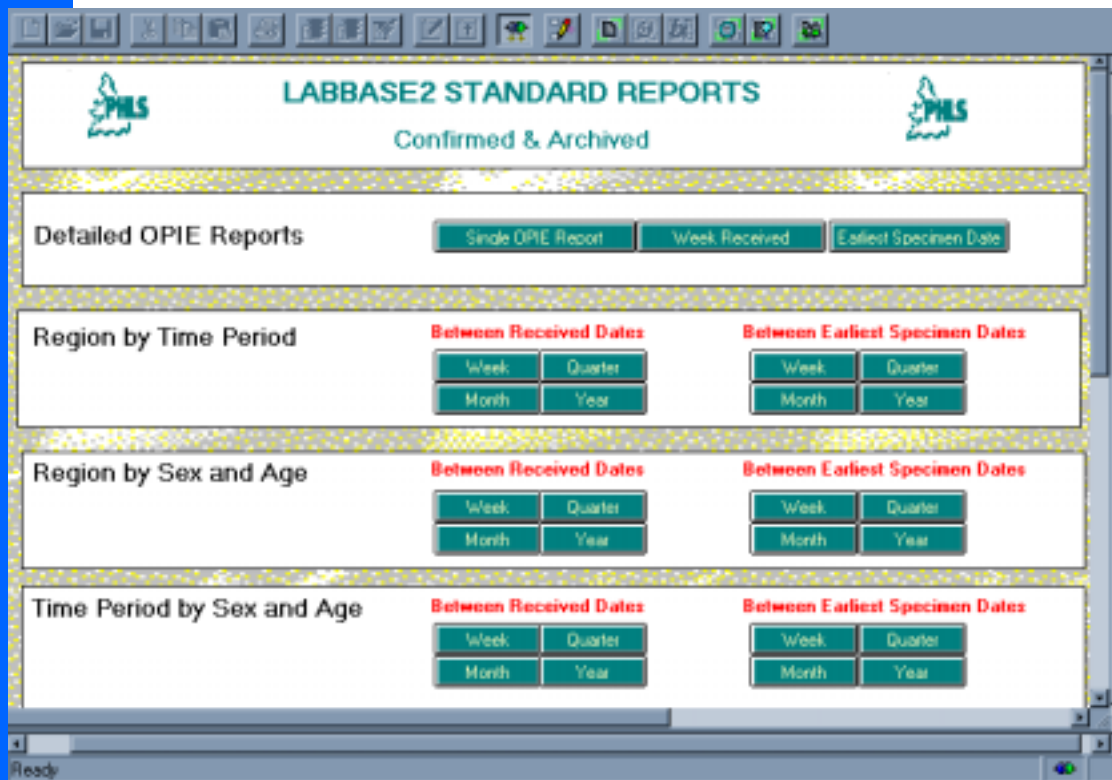 PHLS LABBASE2 STANDARD REPORTS PHLS
Confirmed & Archived
Detailed OPIE Reports Single OPIE Report Week Received Earliest Specimen Date
Region by Time Period Between Received Dates Between Earliest Specimen Dates
Week Quarter Week Quarter
Month Year Month Year
Region by Sex and Age Between Received Dates Between Earliest Specimen Dates
Week Quarter Week Quarter
Month Year Month Year
Time Period by Sex and Age Between Received Dates Between Earliest Specimen Dates
Week Quarter Week Quarter
Month Year Month Year
Ready